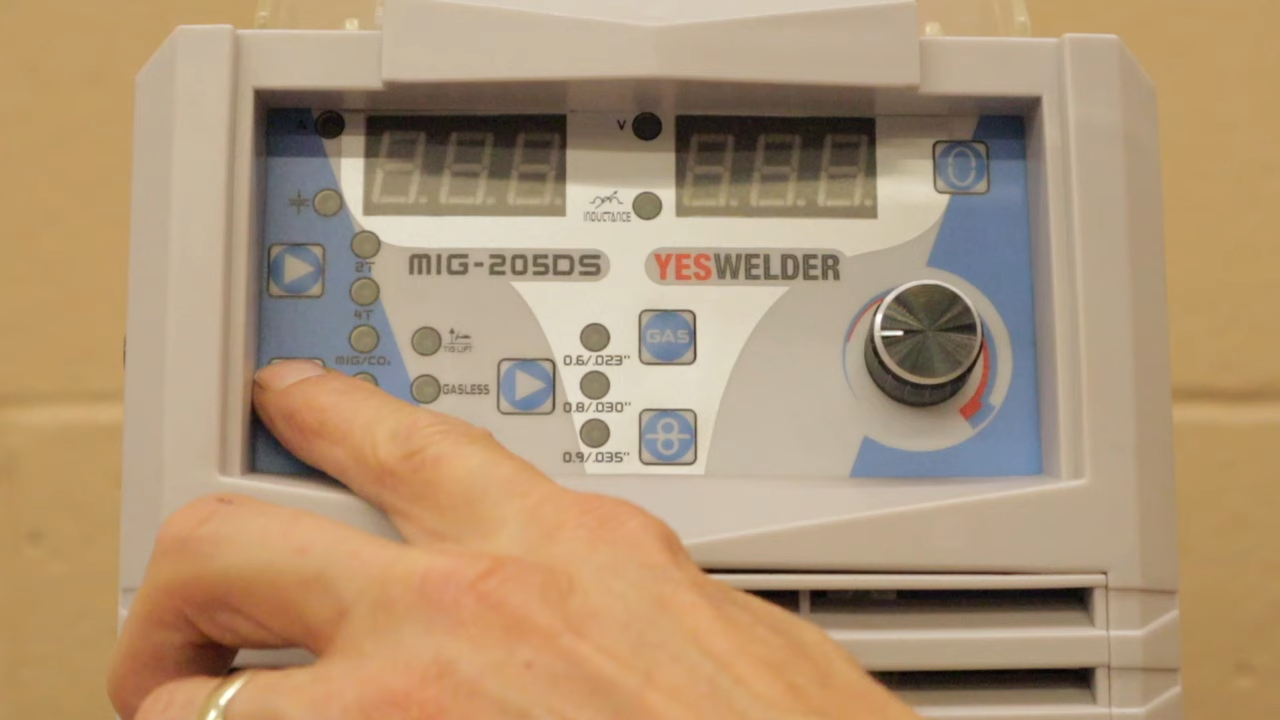 A
V
INDUCTANCE
2T
MIG-205DS
YESWELDER
4T
MIG/CO₂
TIG LIFT
GASLESS
GAS
0.6/.023"
0.8/.030"
0.9/.035"